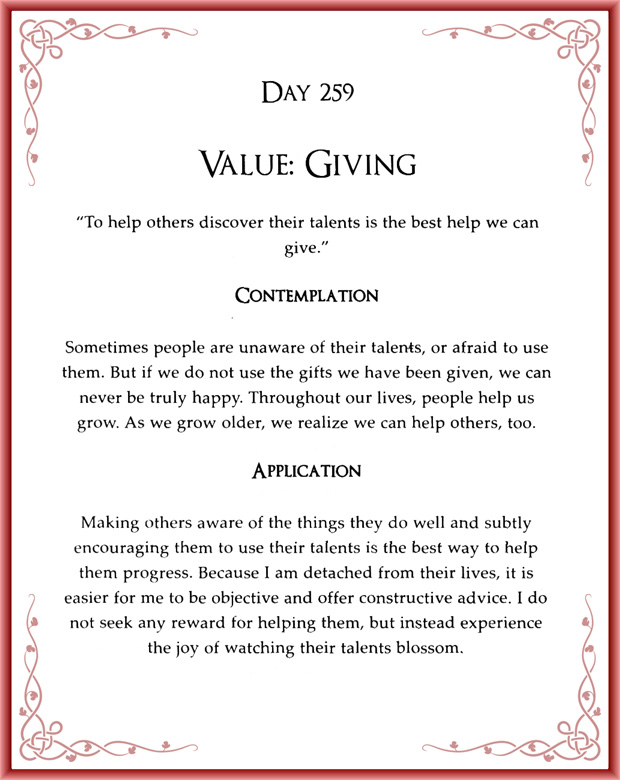 Day 259
Value: Giving
“To help others discover their talents is the best help we can
give.”
Contemplation
Sometimes people are unaware of their talents, or afraid to use
them. But if we do not use the gifts we have been given, we can
never be truly happy. Throughout our lives, people help us
grow. As we grow older, we realize we can help others, too.
Application
Making others aware of the things they do well and subtly
encouraging them to use their talents is the best way to help
them progress. Because I am detached from their lives, it is
easier for me to be objective and offer constructive advice. I do
not seek any reward for helping them, but instead experience
the joy of watching their talents blossom.